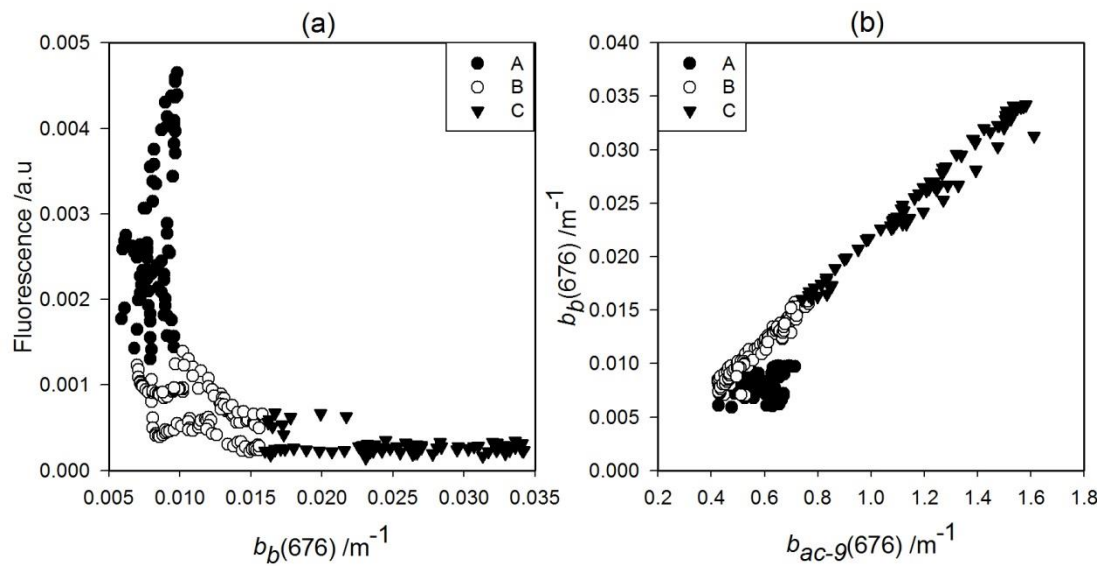 (a)
Fluorescence /a.u
0.005
0.004
0.003
0.002
0.001
0.000
A
B
C
0.005 0.010 0.015 0.020 0.025 0.030 0.035
b_b(676) /m⁻¹
(b)
b_b(676) /m⁻¹
0.040
0.035
0.030
0.025
0.020
0.015
0.010
0.005
0.000
A
B
C
0.2 0.4 0.6 0.8 1.0 1.2 1.4 1.6 1.8
b_ac-9(676) /m⁻¹